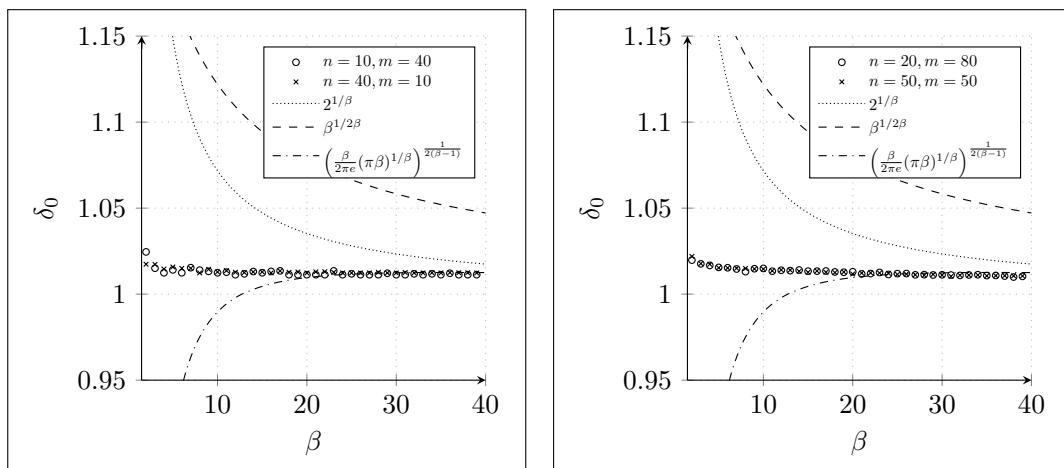 1.15
1.1
1.05
1
0.95
δ₀
10 20 30 40
β
n = 10, m = 40
n = 40, m = 10
2^{1/β}
β^{1/2β}
(β/2πe (πβ)^{1/β})^{1/2(β−1)}
1.15
1.1
1.05
1
0.95
δ₀
10 20 30 40
β
n = 20, m = 80
n = 50, m = 50
2^{1/β}
β^{1/2β}
(β/2πe (πβ)^{1/β})^{1/2(β−1)}